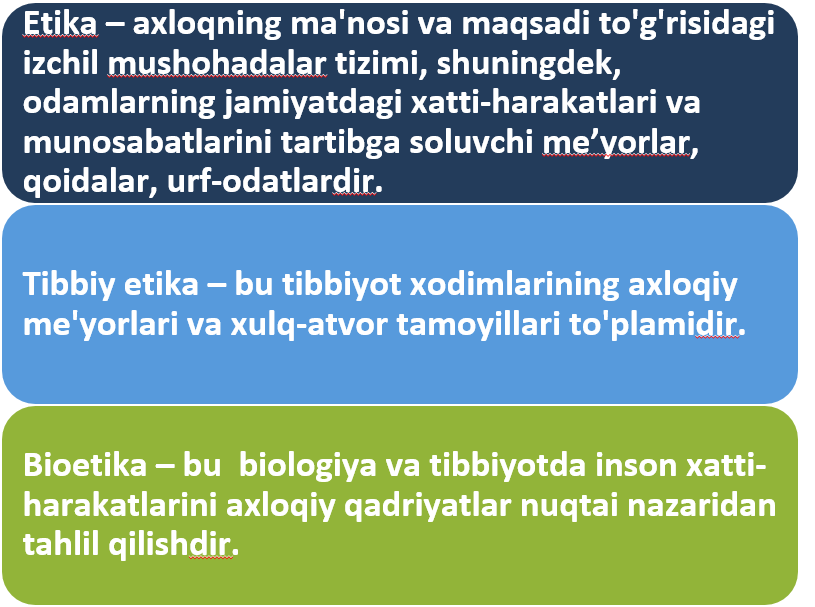 Etika – axloqning ma'nosi va maqsadi to'g'risidagi
izchil mushohadalar tizimi, shuningdek,
odamlarning jamiyatdagi xatti-harakatlari va
munosabatlarini tartibga soluvchi me’yorlar,
qoidalar, urf-odatlardir.
Tibbiy etika – bu tibbiyot xodimlarining axloqiy
me'yorlari va xulq-atvor tamoyillari to'plamidir.
Bioetika – bu  biologiya va tibbiyotda inson xatti-
harakatlarini axloqiy qadriyatlar nuqtai nazaridan
tahlil qilishdir.